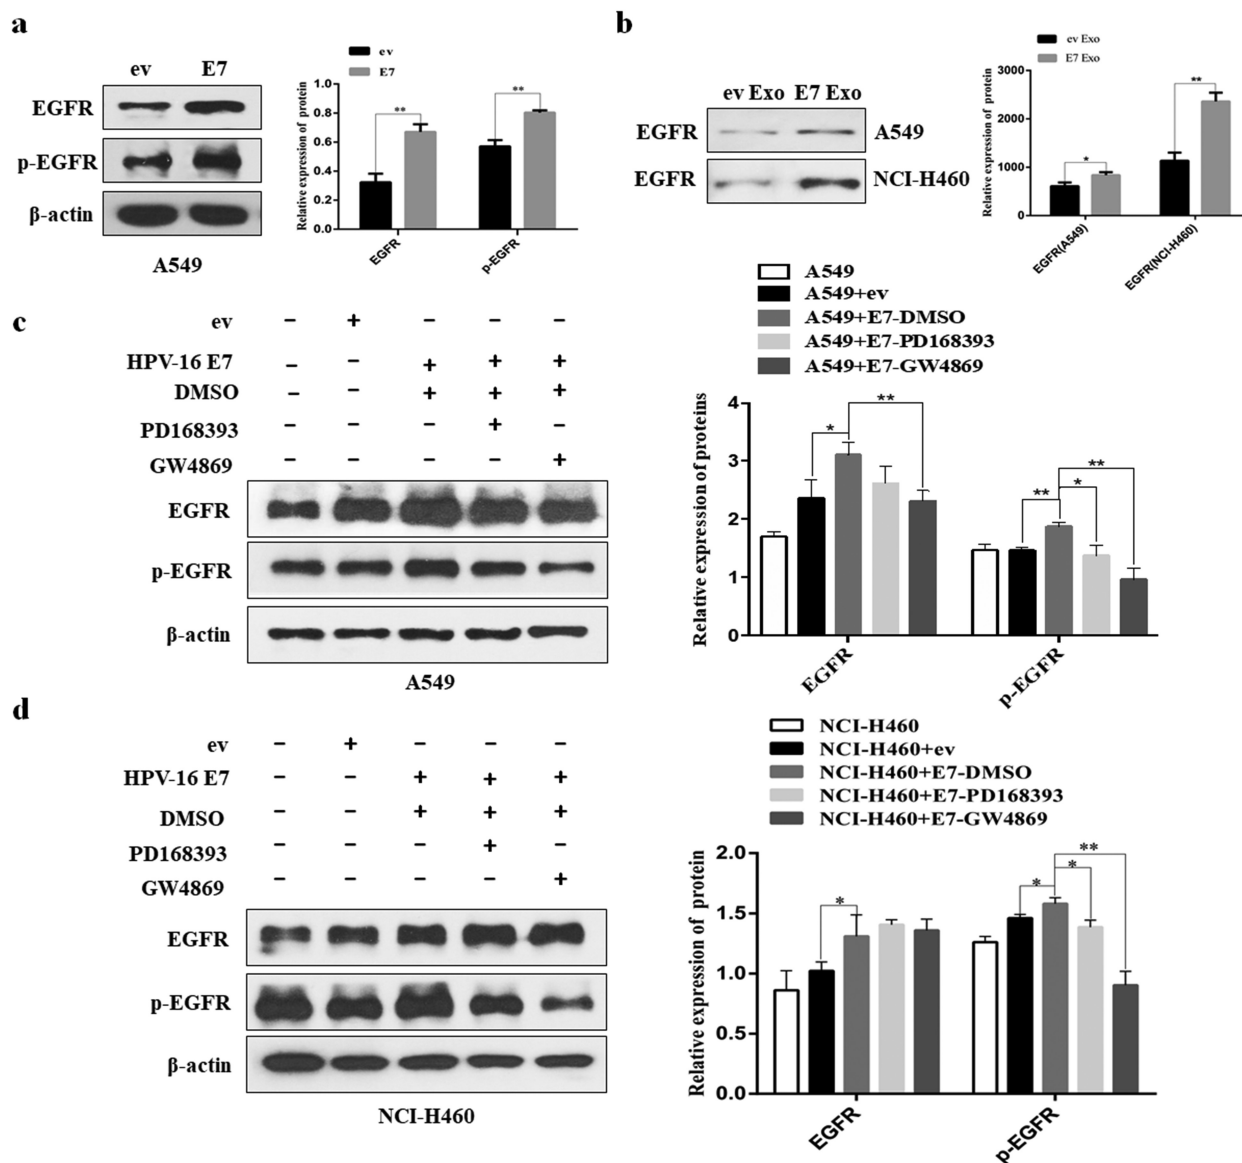 a
ev E7
EGFR
p-EGFR
β-actin
A549
ev
E7
Relative expression of protein
1.0
0.8
0.6
0.4
0.2
0.0
**
**
EGFR
p-EGFR
b
ev Exo E7 Exo
EGFR A549
EGFR NCI-H460
ev Exo
E7 Exo
Relative expression of protein
3000
2000
1000
0
*
**
EGFR(A549)
EGFR(NCI-H460)
c
ev - + - - -
HPV-16 E7 - - + + +
DMSO - - + + +
PD168393 - - - + -
GW4869 - - - - +
EGFR
p-EGFR
β-actin
A549
A549
A549+ev
A549+E7-DMSO
A549+E7-PD168393
A549+E7-GW4869
Relative expression of proteins
4
3
2
1
0
*
**
**
*
**
EGFR
p-EGFR
d
ev - + - - -
HPV-16 E7 - - + + +
DMSO - - + + +
PD168393 - - - + -
GW4869 - - - - +
EGFR
p-EGFR
β-actin
NCI-H460
NCI-H460
NCI-H460+ev
NCI-H460+E7-DMSO
NCI-H460+E7-PD168393
NCI-H460+E7-GW4869
Relative expression of protein
2.0
1.5
1.0
0.5
0.0
*
*
*
**
EGFR
p-EGFR